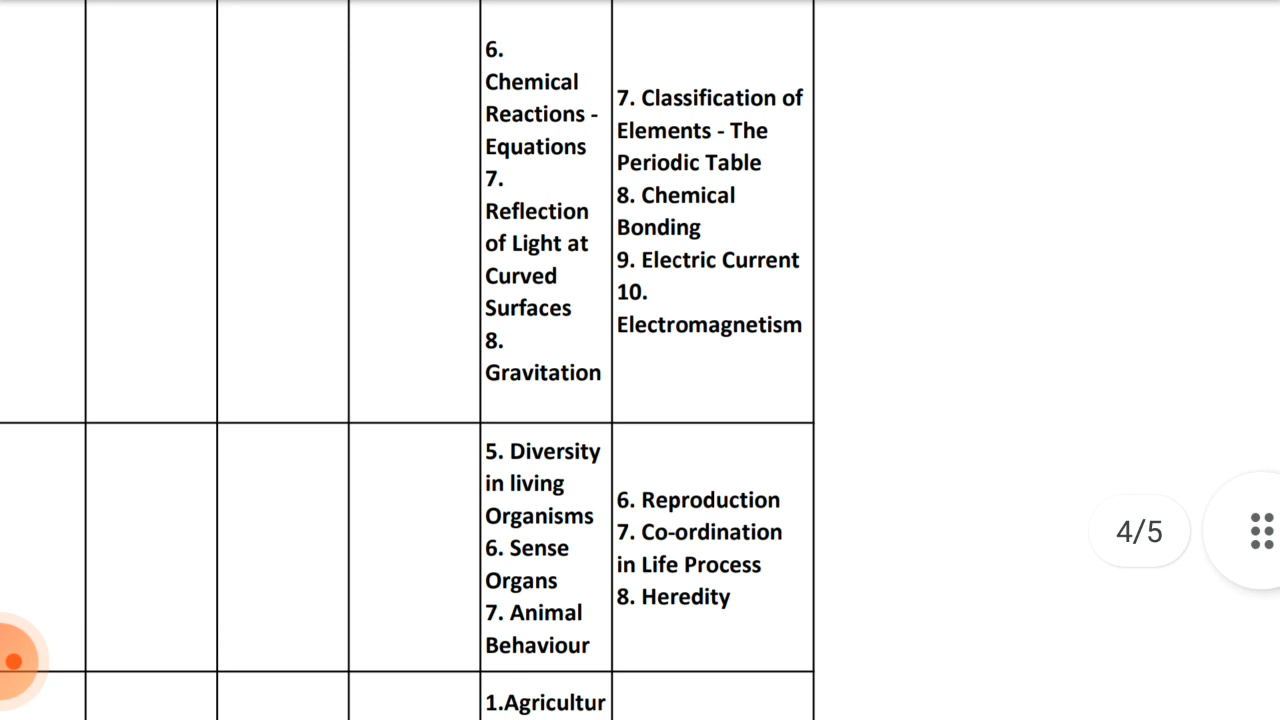 6.
Chemical
Reactions -
Equations
7.
Reflection
of Light at
Curved
Surfaces
8.
Gravitation
7. Classification of
Elements - The
Periodic Table
8. Chemical
Bonding
9. Electric Current
10.
Electromagnetism
5. Diversity
in living
Organisms
6. Sense
Organs
7. Animal
Behaviour
6. Reproduction
7. Co-ordination
in Life Process
8. Heredity
1.Agricultur
4/5